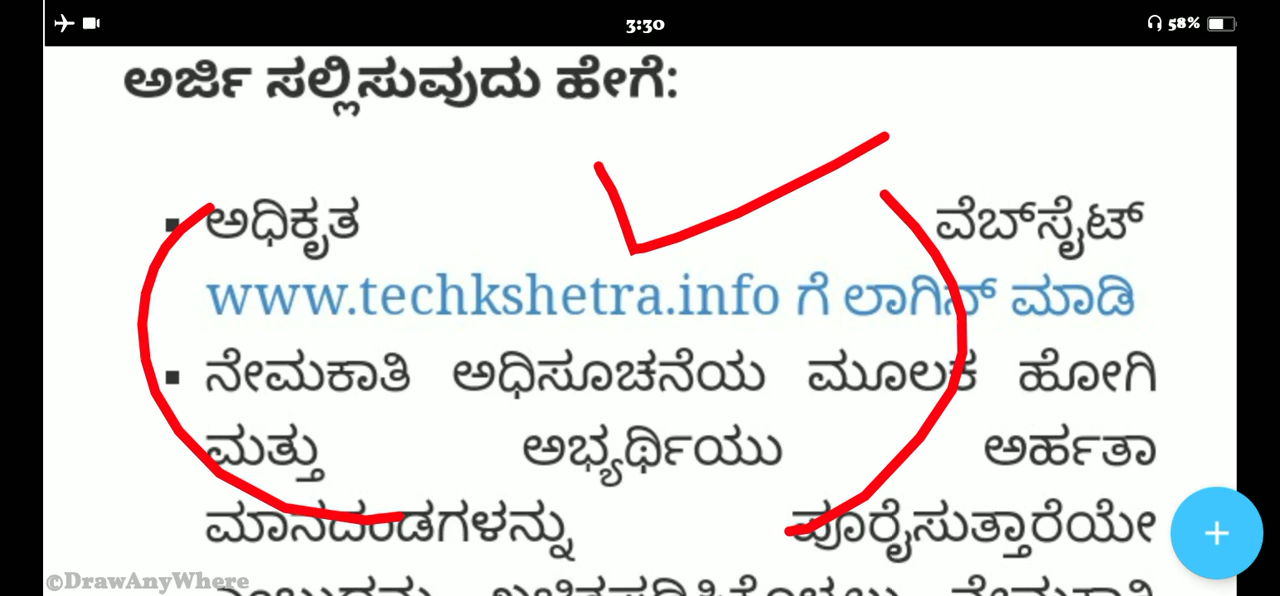 3:30
58%
ಅರ್ಜಿ ಸಲ್ಲಿಸುವುದು ಹೇಗೆ:
▪ ಅಧಿಕೃತ ವೆಬ್‌ಸೈಟ್
www.techkshetra.info ಗೆ ಲಾಗಿನ್ ಮಾಡಿ
▪ ನೇಮಕಾತಿ ಅಧಿಸೂಚನೆಯ ಮೂಲಕ ಹೋಗಿ
ಮತ್ತು ಅಭ್ಯರ್ಥಿಯು ಅರ್ಹತಾ
ಮಾನದಂಡಗಳನ್ನು ಪೂರೈಸುತ್ತಾರೆಯೇ
©DrawAnyWhere